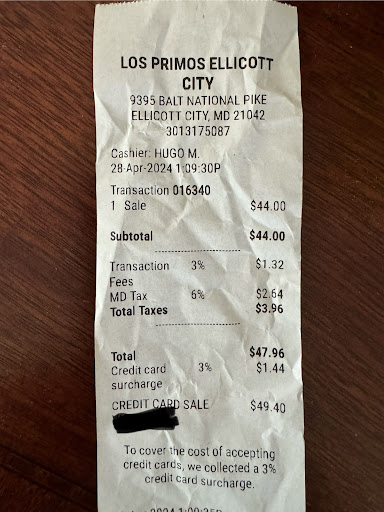 LOS PRIMOS ELLICOTT
CITY
9395 BALT NATIONAL PIKE
ELLICOTT CITY, MD 21042
3013175087
Cashier: HUGO M.
28-Apr-2024 1:09:30P
Transaction 016340
1 Sale $44.00
Subtotal $44.00
Transaction 3% $1.32
Fees
MD Tax 6% $2.64
Total Taxes $3.96
Total $47.96
Credit card 3% $1.44
surcharge
CREDIT CARD SALE $49.40
To cover the cost of accepting
credit cards, we collected a 3%
credit card surcharge.